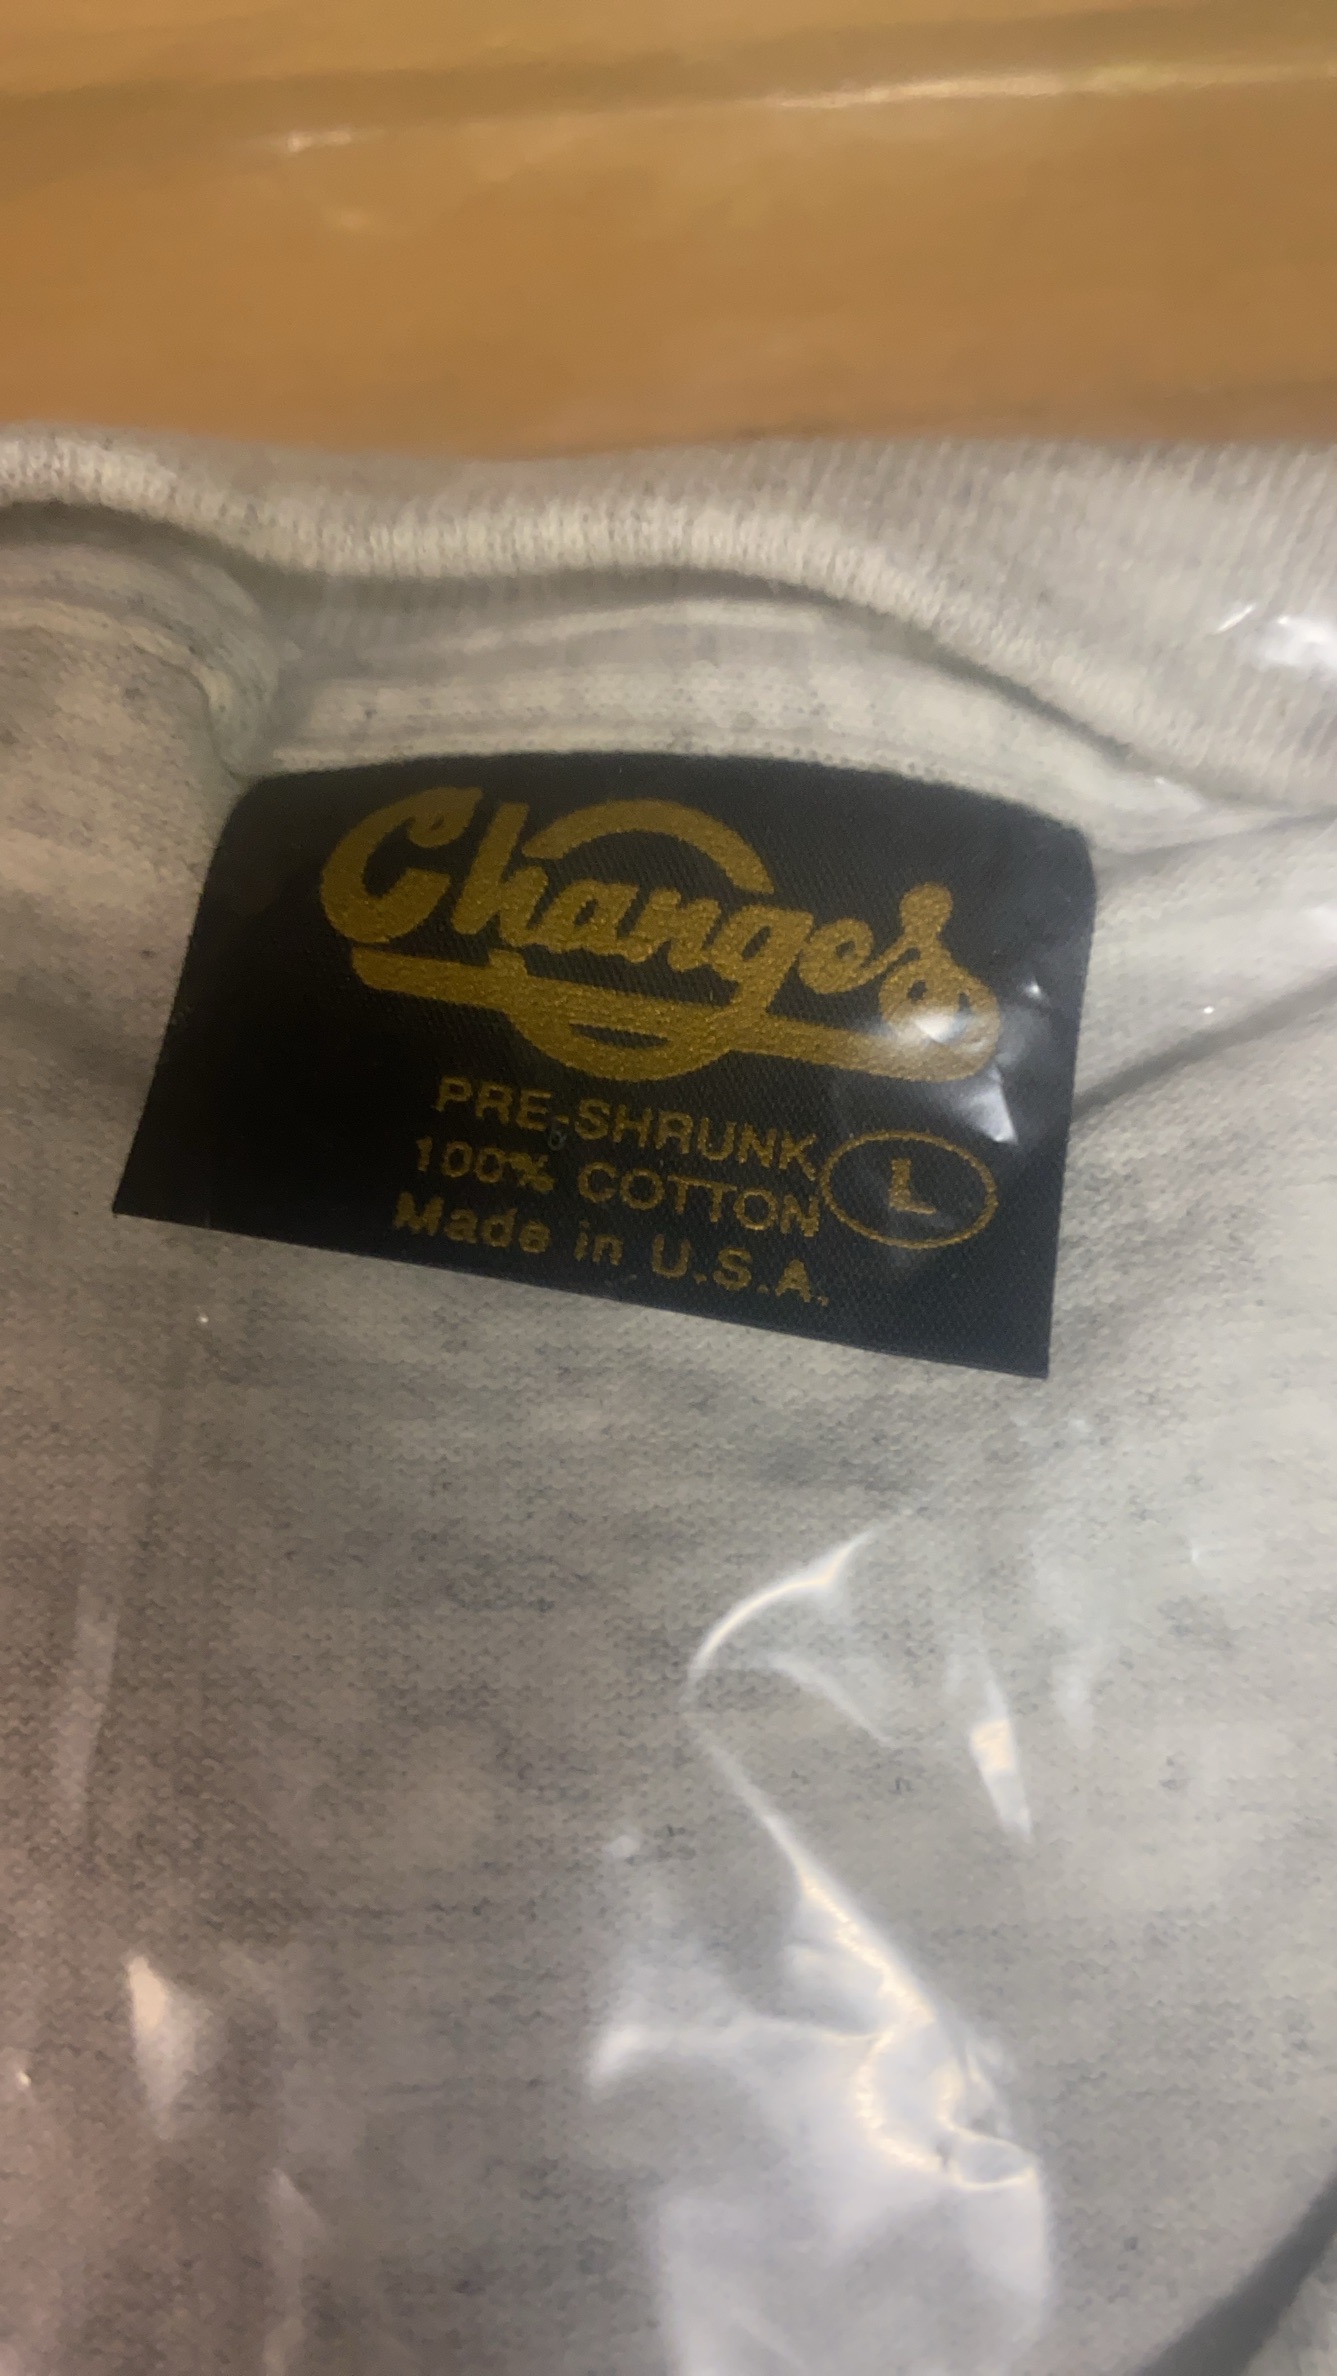 Changes
PRE-SHRUNK
100% COTTON
L
Made in U.S.A.